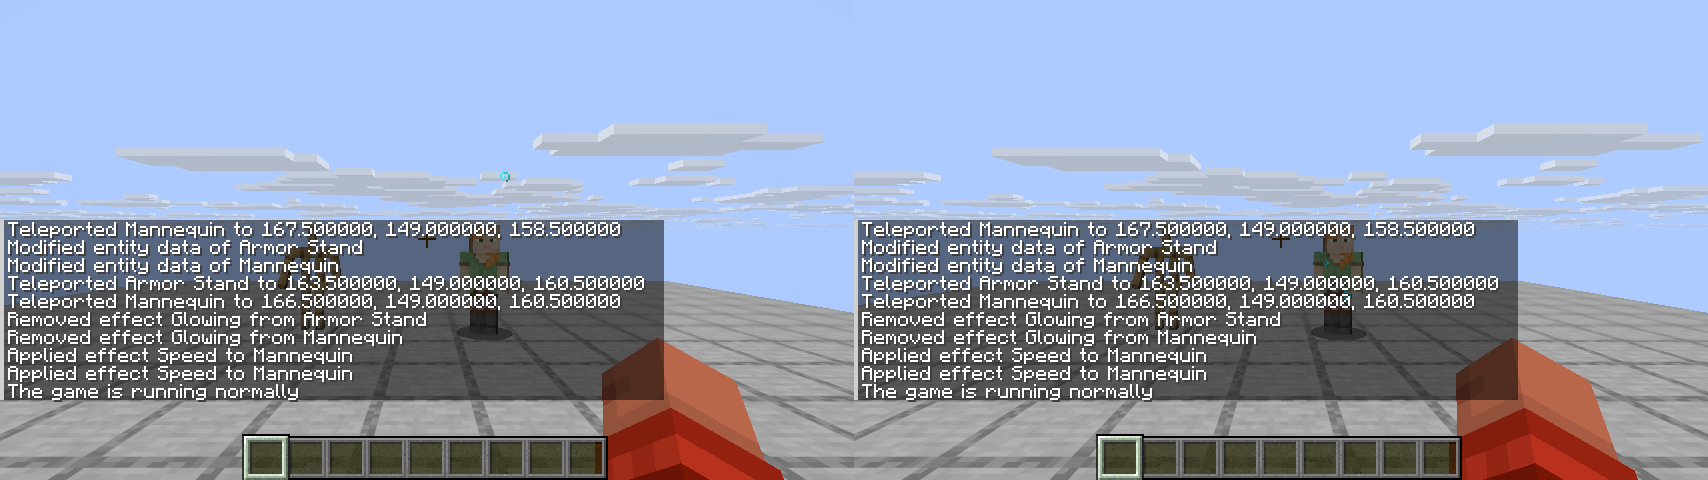 Teleported Mannequin to 167.500000, 149.000000, 158.500000
Modified entity data of Armor Stand
Modified entity data of Mannequin
Teleported Armor Stand to 163.500000, 149.000000, 160.500000
Teleported Mannequin to 166.500000, 149.000000, 160.500000
Removed effect Glowing from Armor Stand
Removed effect Glowing from Mannequin
Applied effect Speed to Mannequin
Applied effect Speed to Mannequin
The game is running normally
Teleported Mannequin to 167.500000, 149.000000, 158.500000
Modified entity data of Armor Stand
Modified entity data of Mannequin
Teleported Armor Stand to 163.500000, 149.000000, 160.500000
Teleported Mannequin to 166.500000, 149.000000, 160.500000
Removed effect Glowing from Armor Stand
Removed effect Glowing from Mannequin
Applied effect Speed to Mannequin
Applied effect Speed to Mannequin
The game is running normally